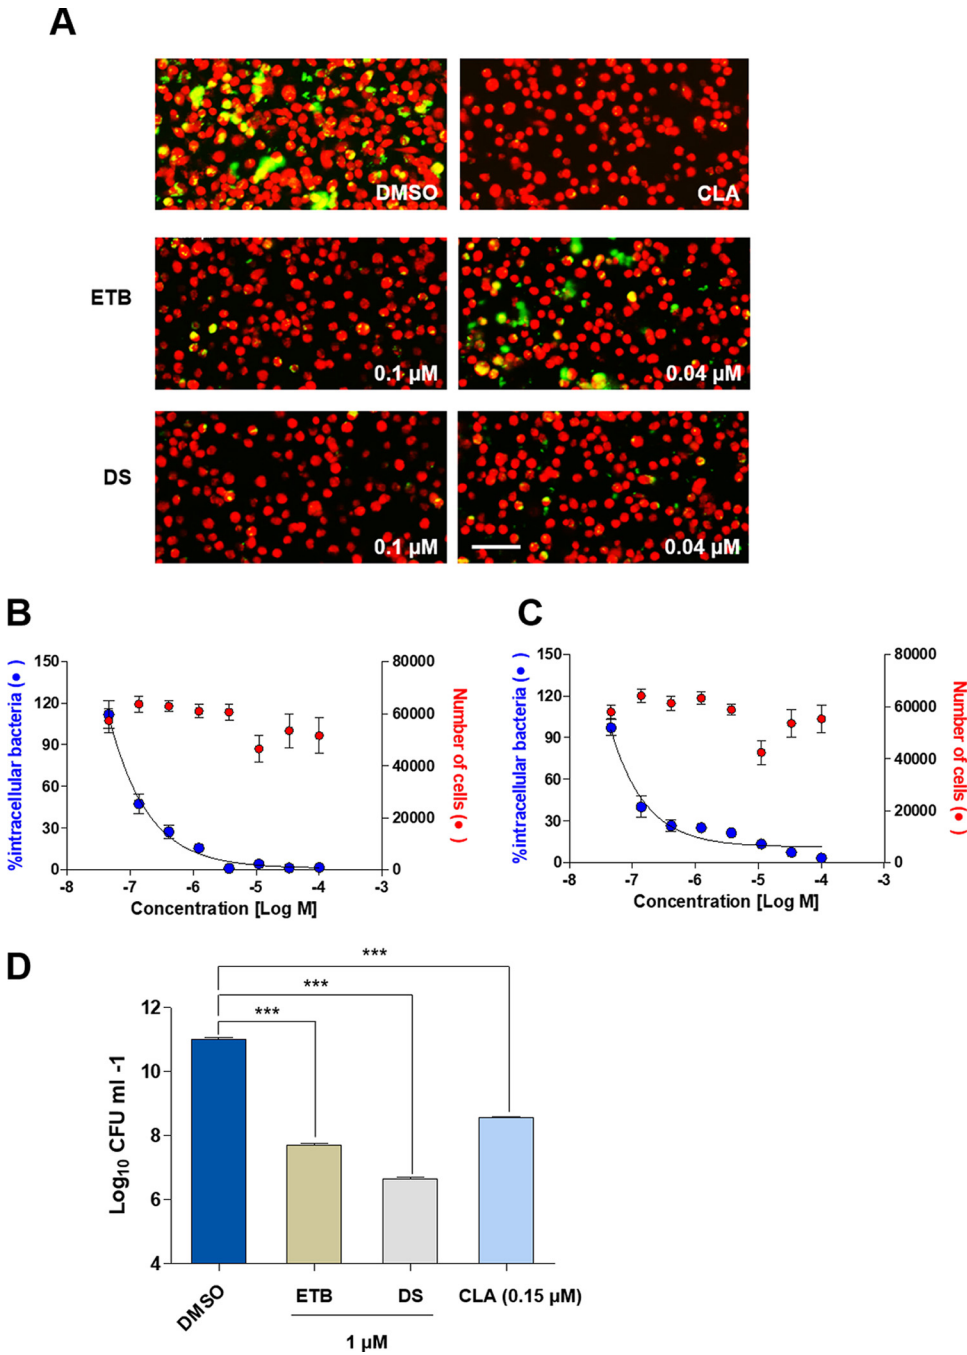 A
DMSO
CLA
ETB
0.1 µM
0.04 µM
DS
0.1 µM
0.04 µM
B
%intracellular bacteria (●)
150
120
90
60
30
0
80000
60000
40000
20000
0
Number of cells (●)
-8 -7 -6 -5 -4 -3
Concentration [Log M]
C
%intracellular bacteria (●)
150
120
90
60
30
0
80000
60000
40000
20000
0
Number of cells (●)
-8 -7 -6 -5 -4 -3
Concentration [Log M]
D
***
***
***
Log10 CFU ml -1
12
10
8
6
4
DMSO
ETB DS CLA (0.15 µM)
1 µM